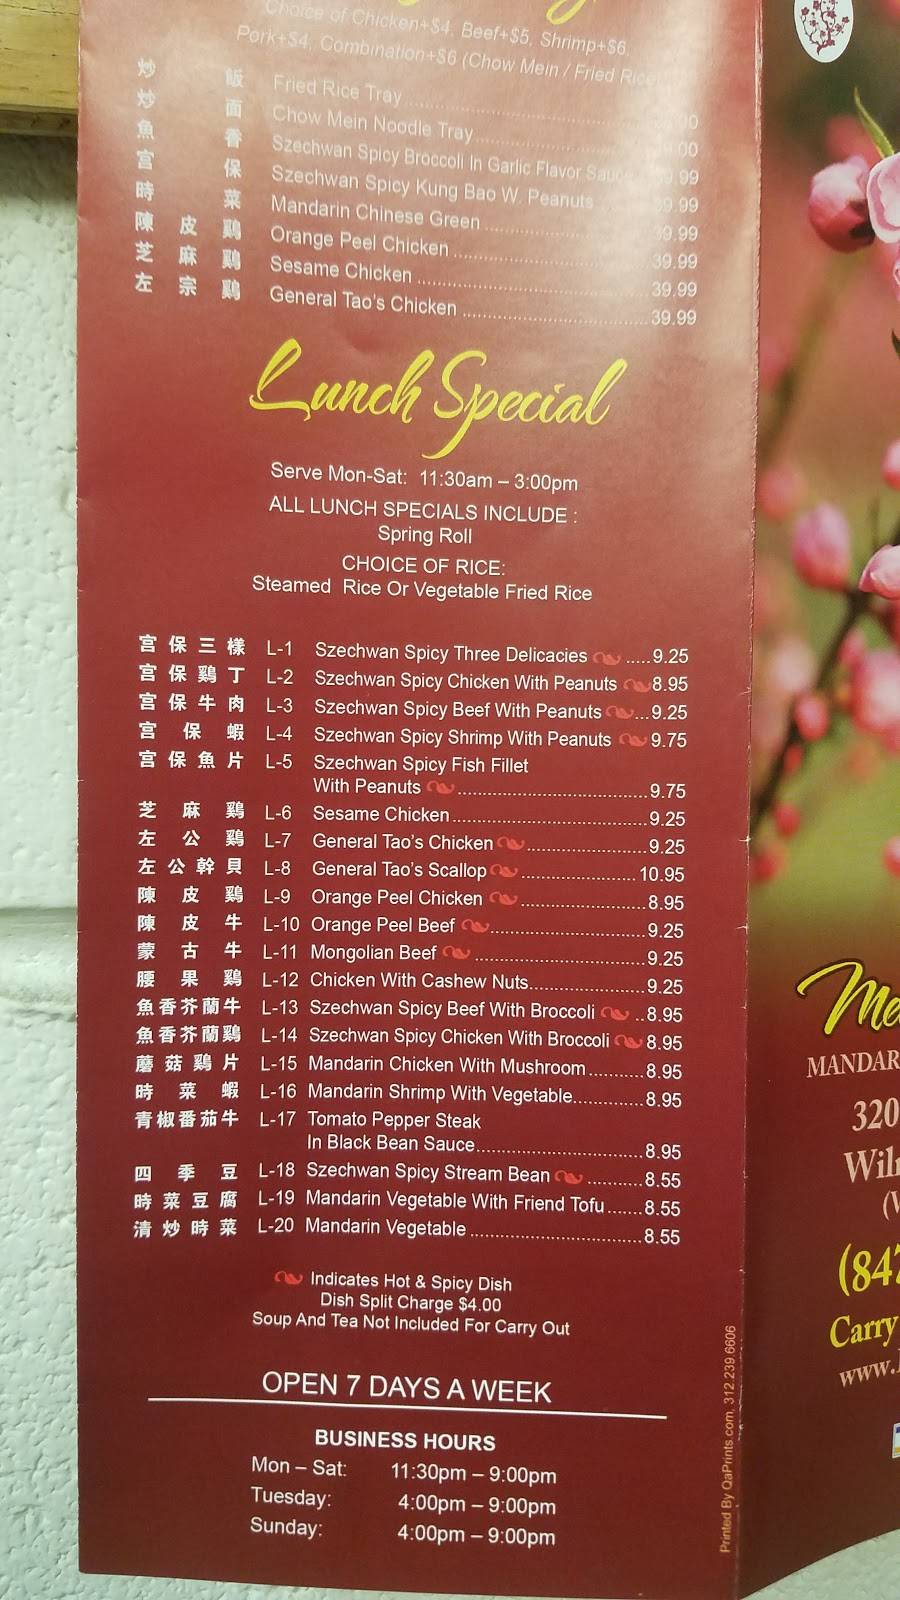 Choice of Chicken+$4, Beef+$5, Shrimp+$6,
Pork+$4, Combination+$6 (Chow Mein / Fried Rice
炒飯 Fried Rice Tray
炒面 Chow Mein Noodle Tray
魚香 Szechwan Spicy Broccoli In Garlic Flavor Sauce
宮保 Szechwan Spicy Kung Bao W. Peanuts 39.99
時菜 Mandarin Chinese Green 39.99
陳皮鷄 Orange Peel Chicken 39.99
芝麻鷄 Sesame Chicken 39.99
左宗鷄 General Tao's Chicken 39.99
Lunch Special
Serve Mon-Sat: 11:30am – 3:00pm
ALL LUNCH SPECIALS INCLUDE :
Spring Roll
CHOICE OF RICE:
Steamed Rice Or Vegetable Fried Rice
宮保三樣 L-1 Szechwan Spicy Three Delicacies .....9.25
宮保鷄丁 L-2 Szechwan Spicy Chicken With Peanuts 8.95
宮保牛肉 L-3 Szechwan Spicy Beef With Peanuts ...9.25
宮保蝦 L-4 Szechwan Spicy Shrimp With Peanuts 9.75
宮保魚片 L-5 Szechwan Spicy Fish Fillet
With Peanuts 9.75
芝麻鷄 L-6 Sesame Chicken 9.25
左公鷄 L-7 General Tao's Chicken 9.25
左公幹貝 L-8 General Tao's Scallop 10.95
陳皮鷄 L-9 Orange Peel Chicken 8.95
陳皮牛 L-10 Orange Peel Beef 9.25
蒙古牛 L-11 Mongolian Beef 9.25
腰果鷄 L-12 Chicken With Cashew Nuts 9.25
魚香芥蘭牛 L-13 Szechwan Spicy Beef With Broccoli ..8.95
魚香芥蘭鷄 L-14 Szechwan Spicy Chicken With Broccoli 8.95
蘑菇鷄片 L-15 Mandarin Chicken With Mushroom 8.95
時菜蝦 L-16 Mandarin Shrimp With Vegetable 8.95
青椒番茄牛 L-17 Tomato Pepper Steak
In Black Bean Sauce 8.95
四季豆 L-18 Szechwan Spicy Stream Bean 8.55
時菜豆腐 L-19 Mandarin Vegetable With Friend Tofu 8.55
清炒時菜 L-20 Mandarin Vegetable 8.55
Indicates Hot & Spicy Dish
Dish Split Charge $4.00
Soup And Tea Not Included For Carry Out
OPEN 7 DAYS A WEEK
BUSINESS HOURS
Mon – Sat: 11:30pm – 9:00pm
Tuesday: 4:00pm – 9:00pm
Sunday: 4:00pm – 9:00pm
Printed By QaPrints.com, 312.239.6606
Me
MANDAR
320
Wil
(847
Carry
www.